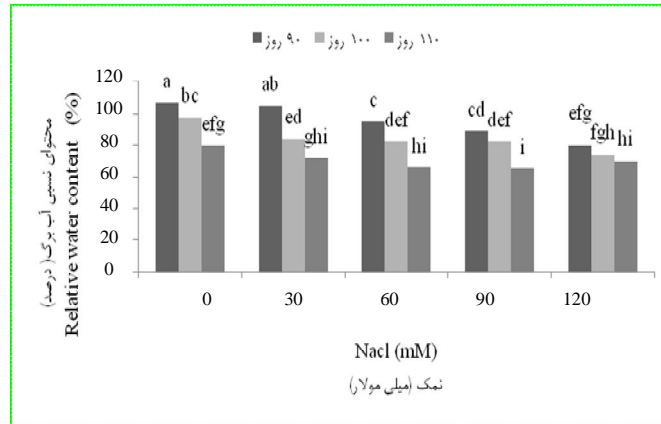 ۹۰ روز ۱۰۰ روز ۱۱۰ روز
محتوای نسبی آب برگ( درصد)
Relative water content (%)
120
100
80
60
40
20
0
a bc efg
ab ed ghi
c def hi
cd def i
efg fgh hi
0 30 60 90 120
Nacl (mM)
نمک (میلی مولار)